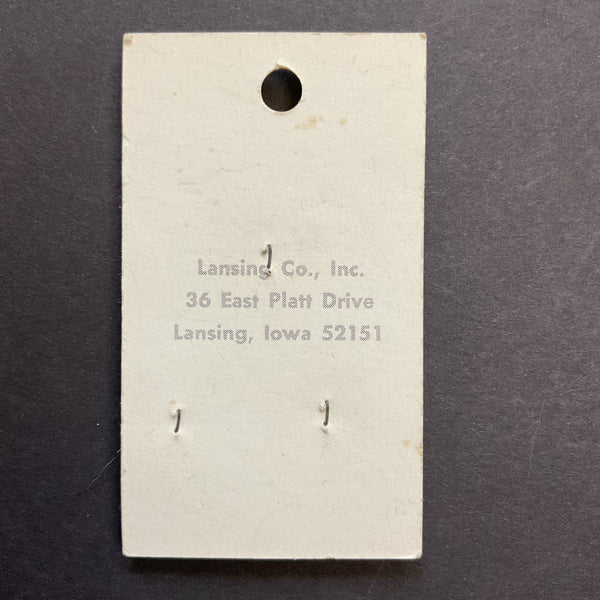 Lansing Co., Inc.
36 East Platt Drive
Lansing, Iowa 52151